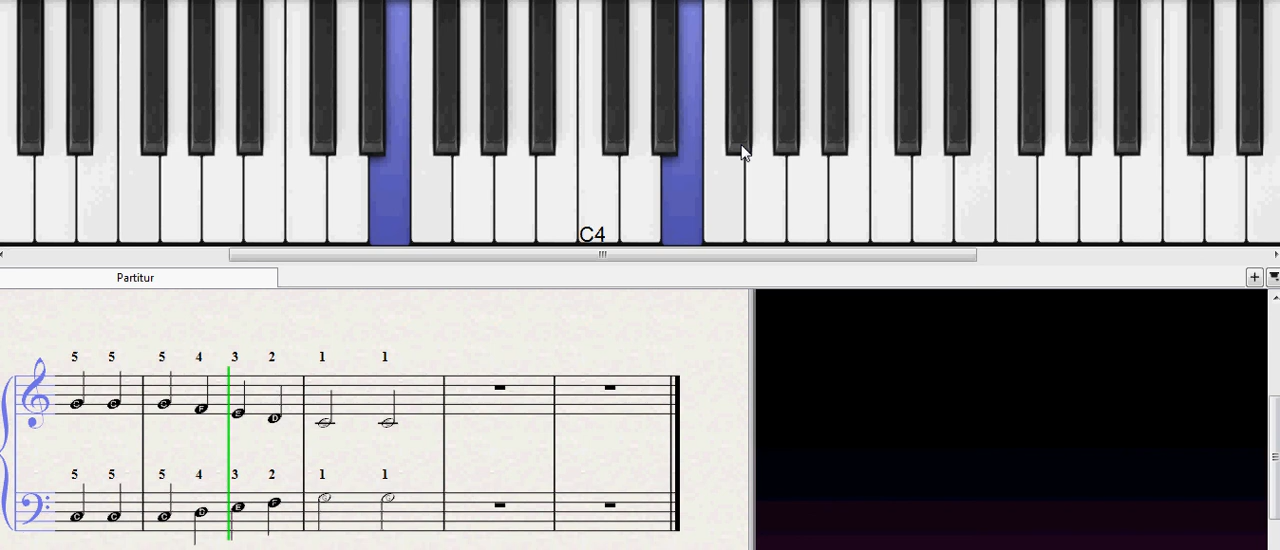 C4
Partitur
5 5 5 4 3 2 1 1
G G G F E D
5 5 5 4 3 2 1 1
C C C D E F